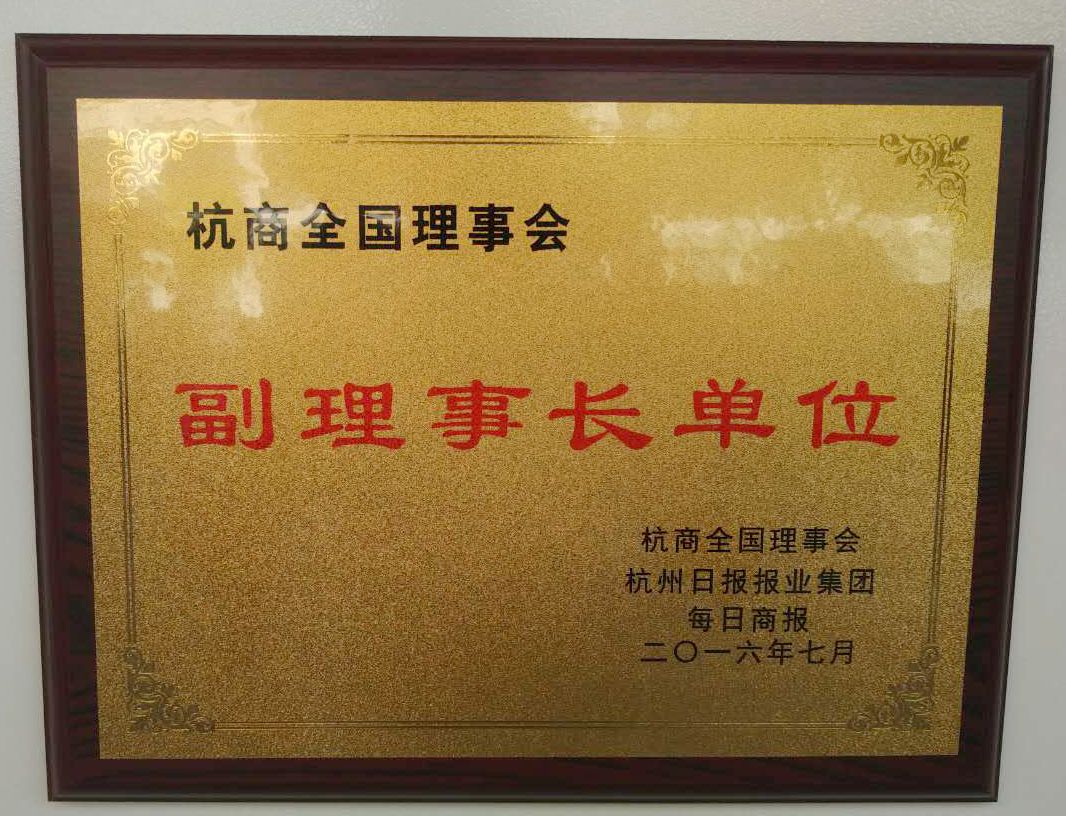 杭商全国理事会
副理事长单位
杭商全国理事会
杭州日报报业集团
每日商报
二〇一六年七月